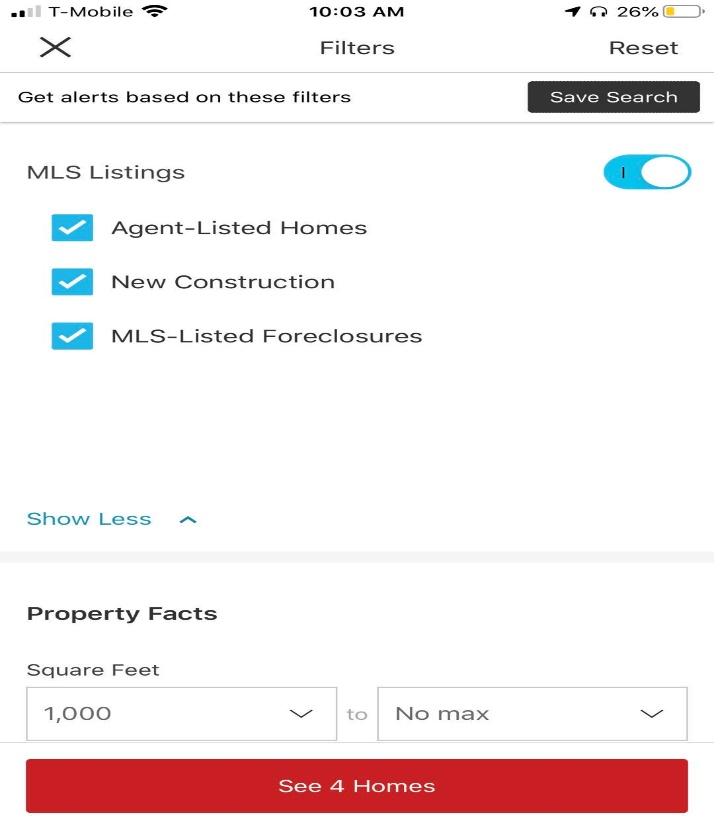 T-Mobile 10:03 AM 26%
Filters Reset
Get alerts based on these filters Save Search
MLS Listings
Agent-Listed Homes
New Construction
MLS-Listed Foreclosures
Show Less
Property Facts
Square Feet
1,000 to No max
See 4 Homes